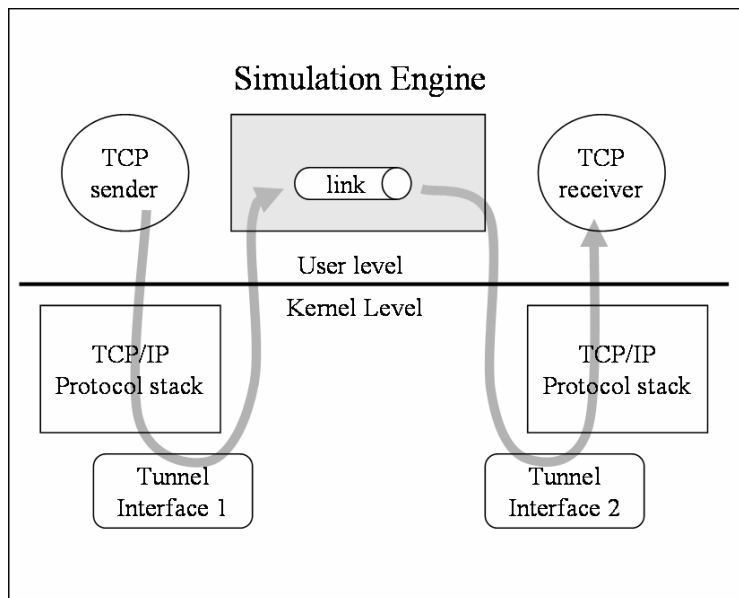 Simulation Engine
TCP
sender
link
TCP
receiver
User level
Kernel Level
TCP/IP
Protocol stack
TCP/IP
Protocol stack
Tunnel
Interface 1
Tunnel
Interface 2